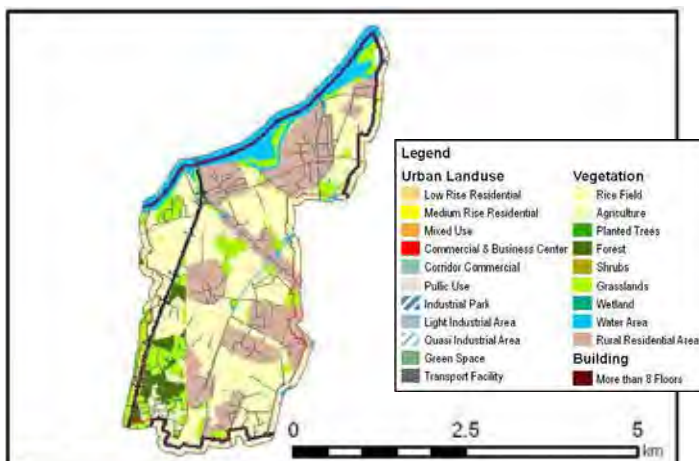 Legend
Urban Landuse
Low Rise Residential
Medium Rise Residential
Mixed Use
Commercial & Business Center
Corridor Commercial
Pullic Use
Industrial Park
Light Industrial Area
Quasi Industrial Area
Green Space
Transport Facility
Vegetation
Rice Field
Agriculture
Planted Trees
Forest
Shrubs
Grasslands
Wetland
Water Area
Rural Residential Area
Building
More than 8 Floors
0 2.5 5
km